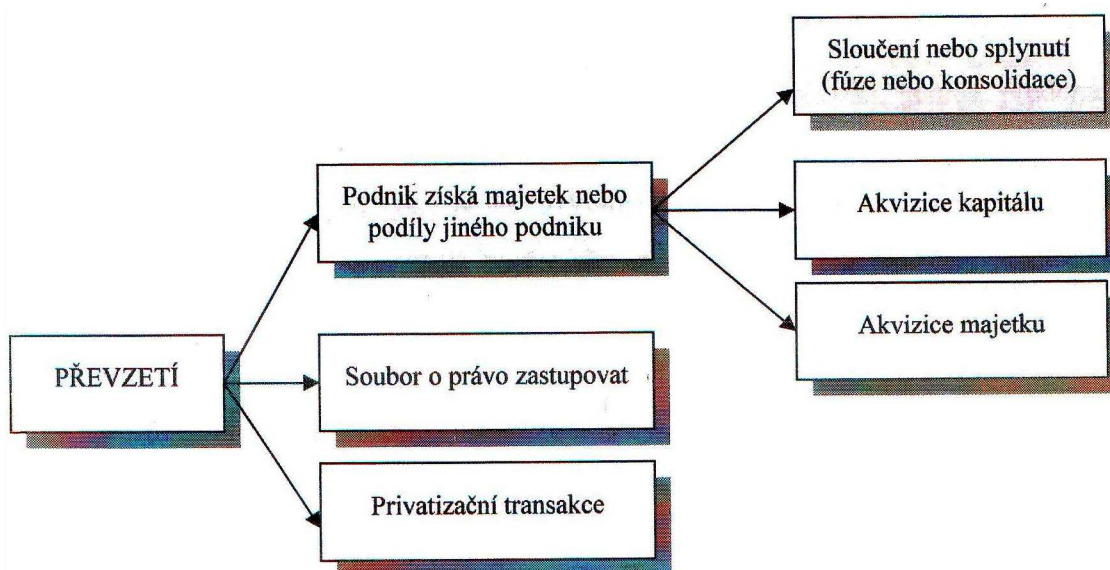 Sloučení nebo splynutí
(fúze nebo konsolidace)
Podnik získá majetek nebo
podíly jiného podniku
Akvizice kapitálu
Akvizice majetku
PŘEVZETÍ
Soubor o právo zastupovat
Privatizační transakce